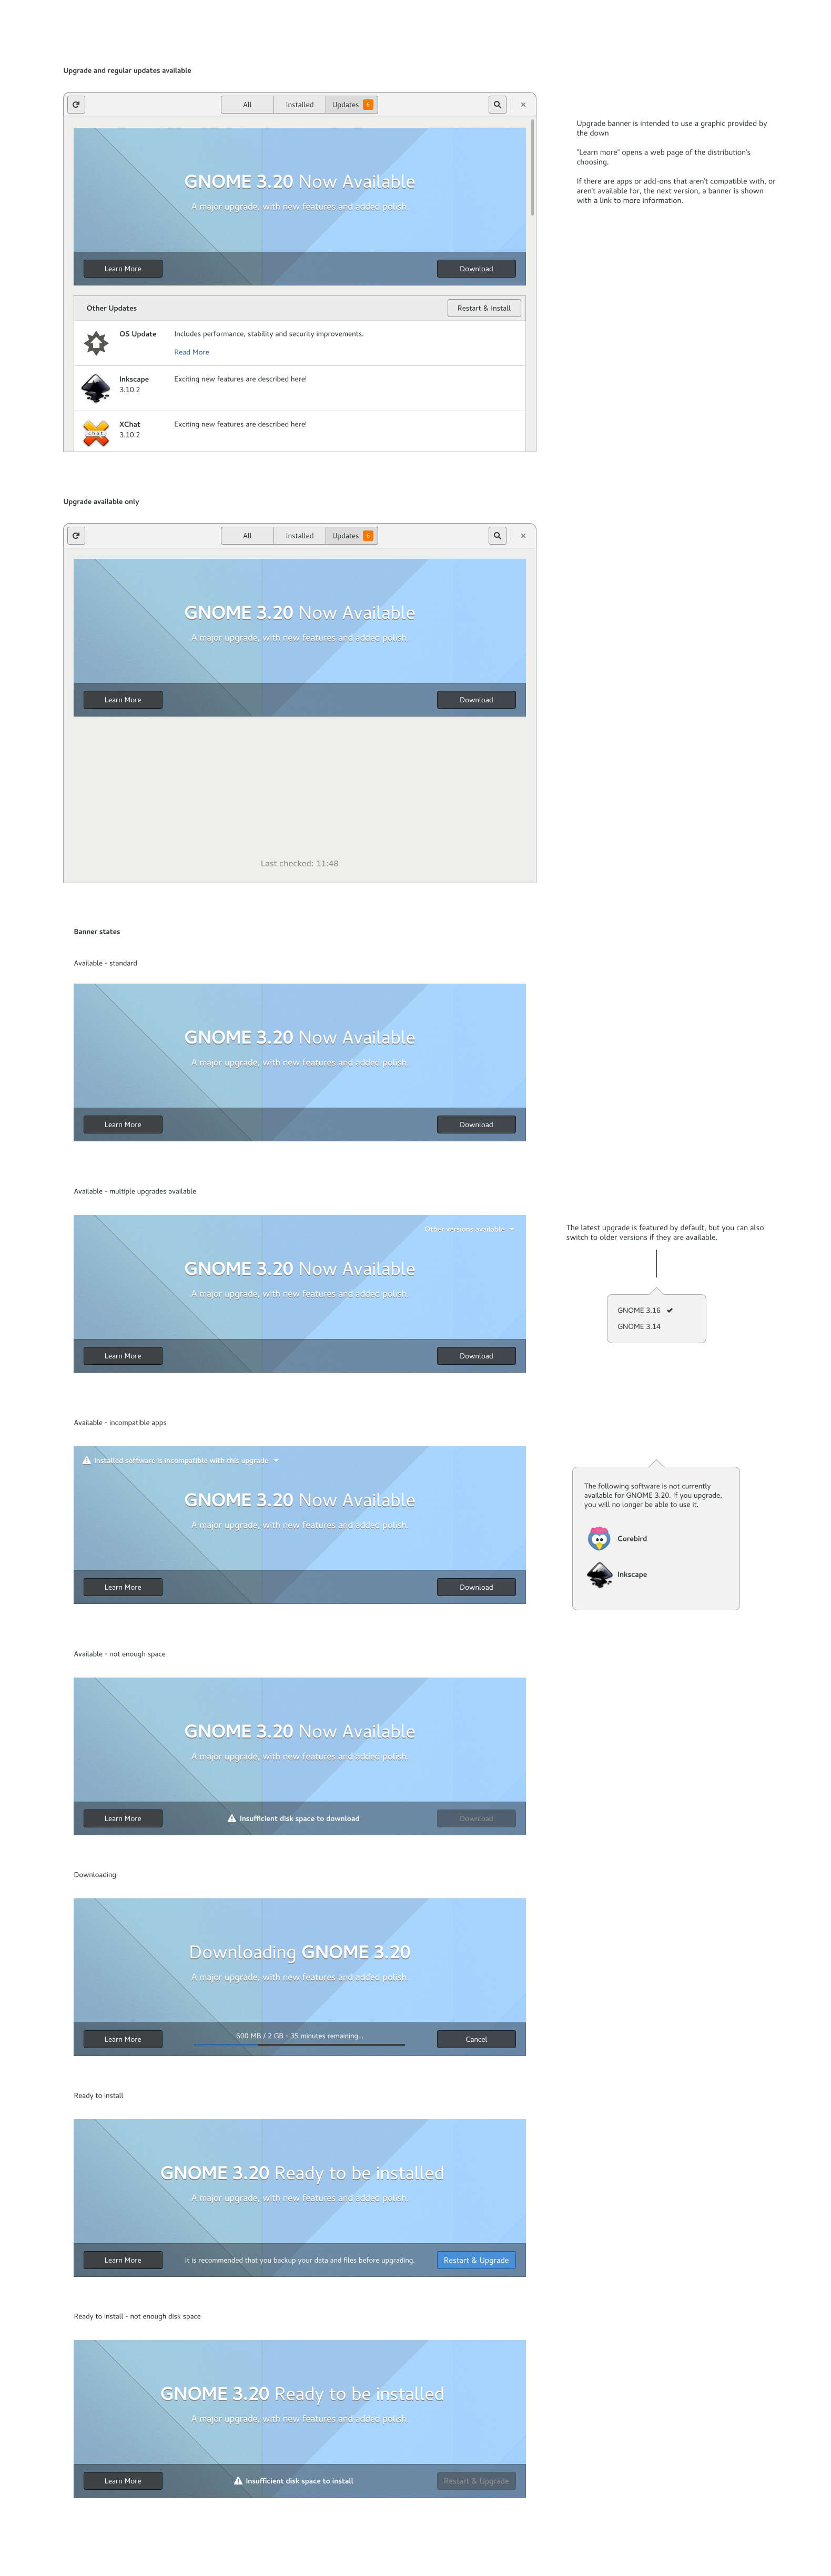 Upgrade and regular updates available
All Installed Updates 6
Upgrade banner is intended to use a graphic provided by
the down
"Learn more" opens a web page of the distribution's
choosing.
If there are apps or add-ons that aren't compatible with, or
aren't available for, the next version, a banner is shown
with a link to more information.
GNOME 3.20 Now Available
A major upgrade, with new features and added polish.
Learn More Download
Other Updates Restart & Install
OS Update Includes performance, stability and security improvements.
Read More
Inkscape Exciting new features are described here!
3.10.2
XChat Exciting new features are described here!
3.10.2
chat
Upgrade available only
All Installed Updates 6
GNOME 3.20 Now Available
A major upgrade, with new features and added polish.
Learn More Download
Last checked: 11:48
Banner states
Available - standard
GNOME 3.20 Now Available
A major upgrade, with new features and added polish.
Learn More Download
Available - multiple upgrades available
Other versions available
GNOME 3.20 Now Available
A major upgrade, with new features and added polish.
Learn More Download
The latest upgrade is featured by default, but you can also
switch to older versions if they are available.
GNOME 3.16
GNOME 3.14
Available - incompatible apps
Installed software is incompatible with this upgrade
GNOME 3.20 Now Available
A major upgrade, with new features and added polish.
Learn More Download
The following software is not currently
available for GNOME 3.20. If you upgrade,
you will no longer be able to use it.
Corebird
Inkscape
Available - not enough space
GNOME 3.20 Now Available
A major upgrade, with new features and added polish.
Learn More Insufficient disk space to download Download
Downloading
Downloading GNOME 3.20
A major upgrade, with new features and added polish.
Learn More 600 MB / 2 GB - 35 minutes remaining... Cancel
Ready to install
GNOME 3.20 Ready to be installed
A major upgrade, with new features and added polish.
Learn More It is recommended that you backup your data and files before upgrading. Restart & Upgrade
Ready to install - not enough disk space
GNOME 3.20 Ready to be installed
A major upgrade, with new features and added polish.
Learn More Insufficient disk space to install Restart & Upgrade